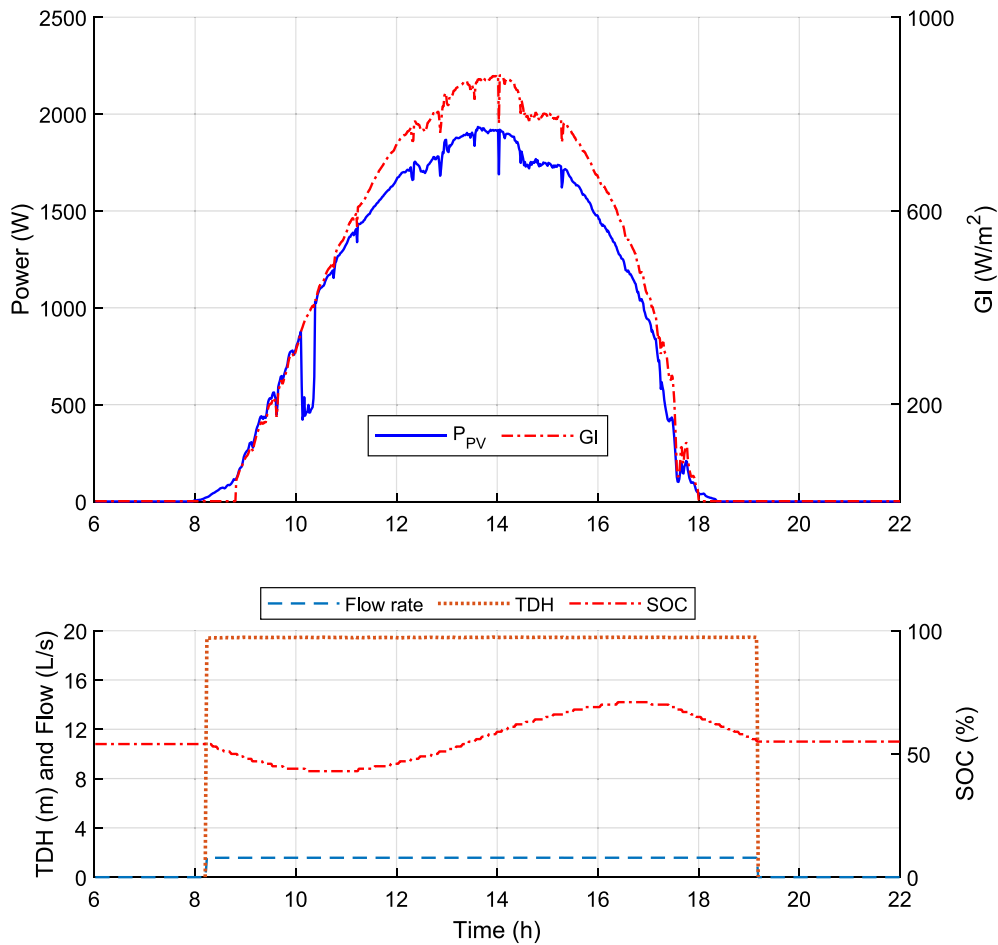 2500
2000
1500
1000
500
0
Power (W)
1000
600
200
0
GI (W/m2)
P_PV GI
6 8 10 12 14 16 18 20 22
Flow rate TDH SOC
20
16
12
8
4
0
TDH (m) and Flow (L/s)
100
50
0
SOC (%)
6 8 10 12 14 16 18 20 22
Time (h)